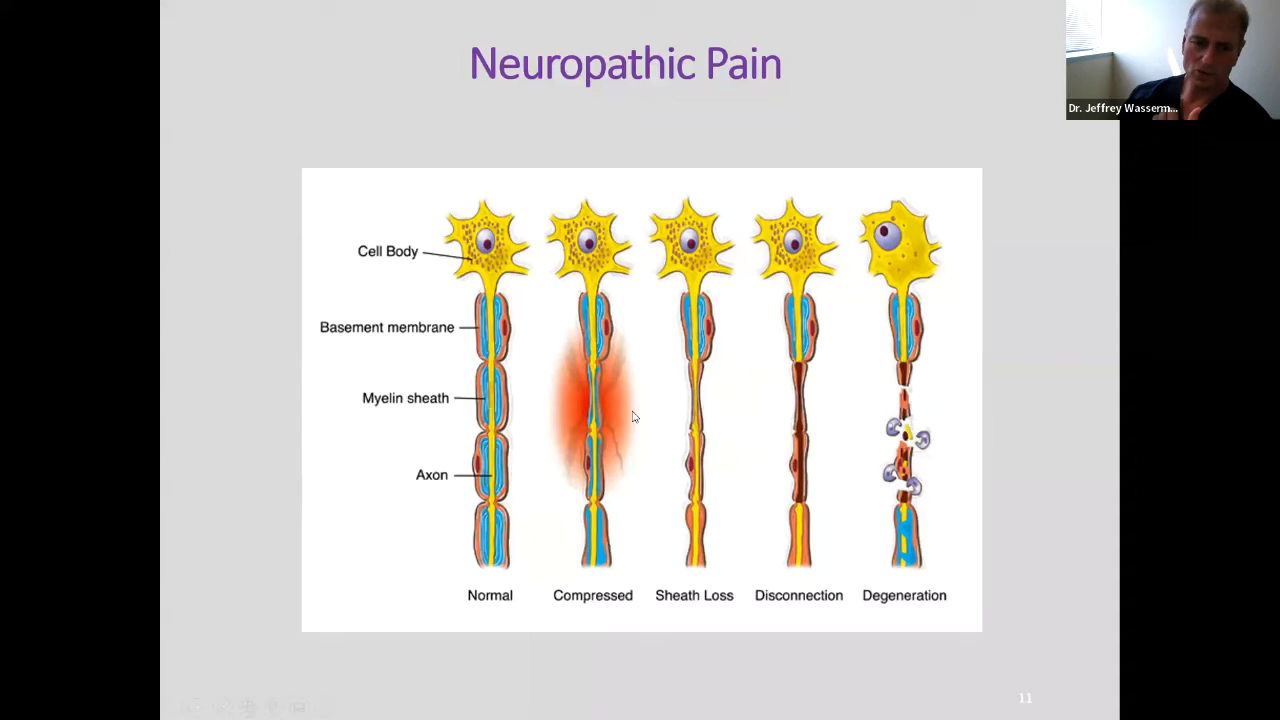 Neuropathic Pain
Dr. Jeffrey Wasserm...
Cell Body
Basement membrane
Myelin sheath
Axon
Normal
Compressed
Sheath Loss
Disconnection
Degeneration
11